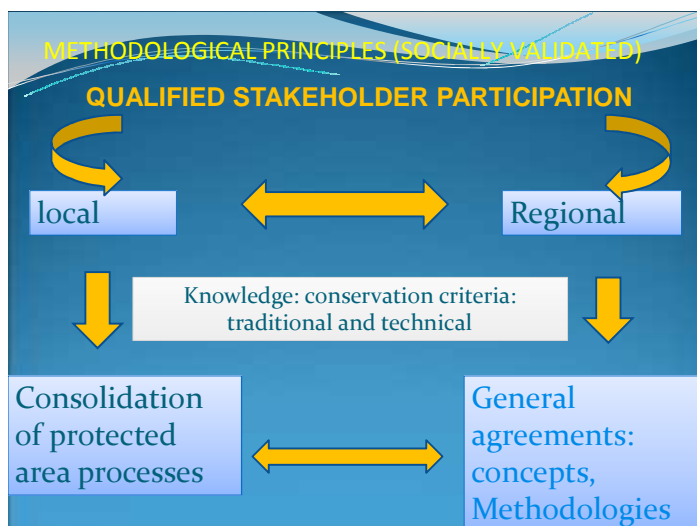 METHODOLOGICAL PRINCIPLES (SOCIALLY VALIDATED)
QUALIFIED STAKEHOLDER PARTICIPATION
local
Regional
Knowledge: conservation criteria:
traditional and technical
Consolidation
of protected
area processes
General
agreements:
concepts,
Methodologies